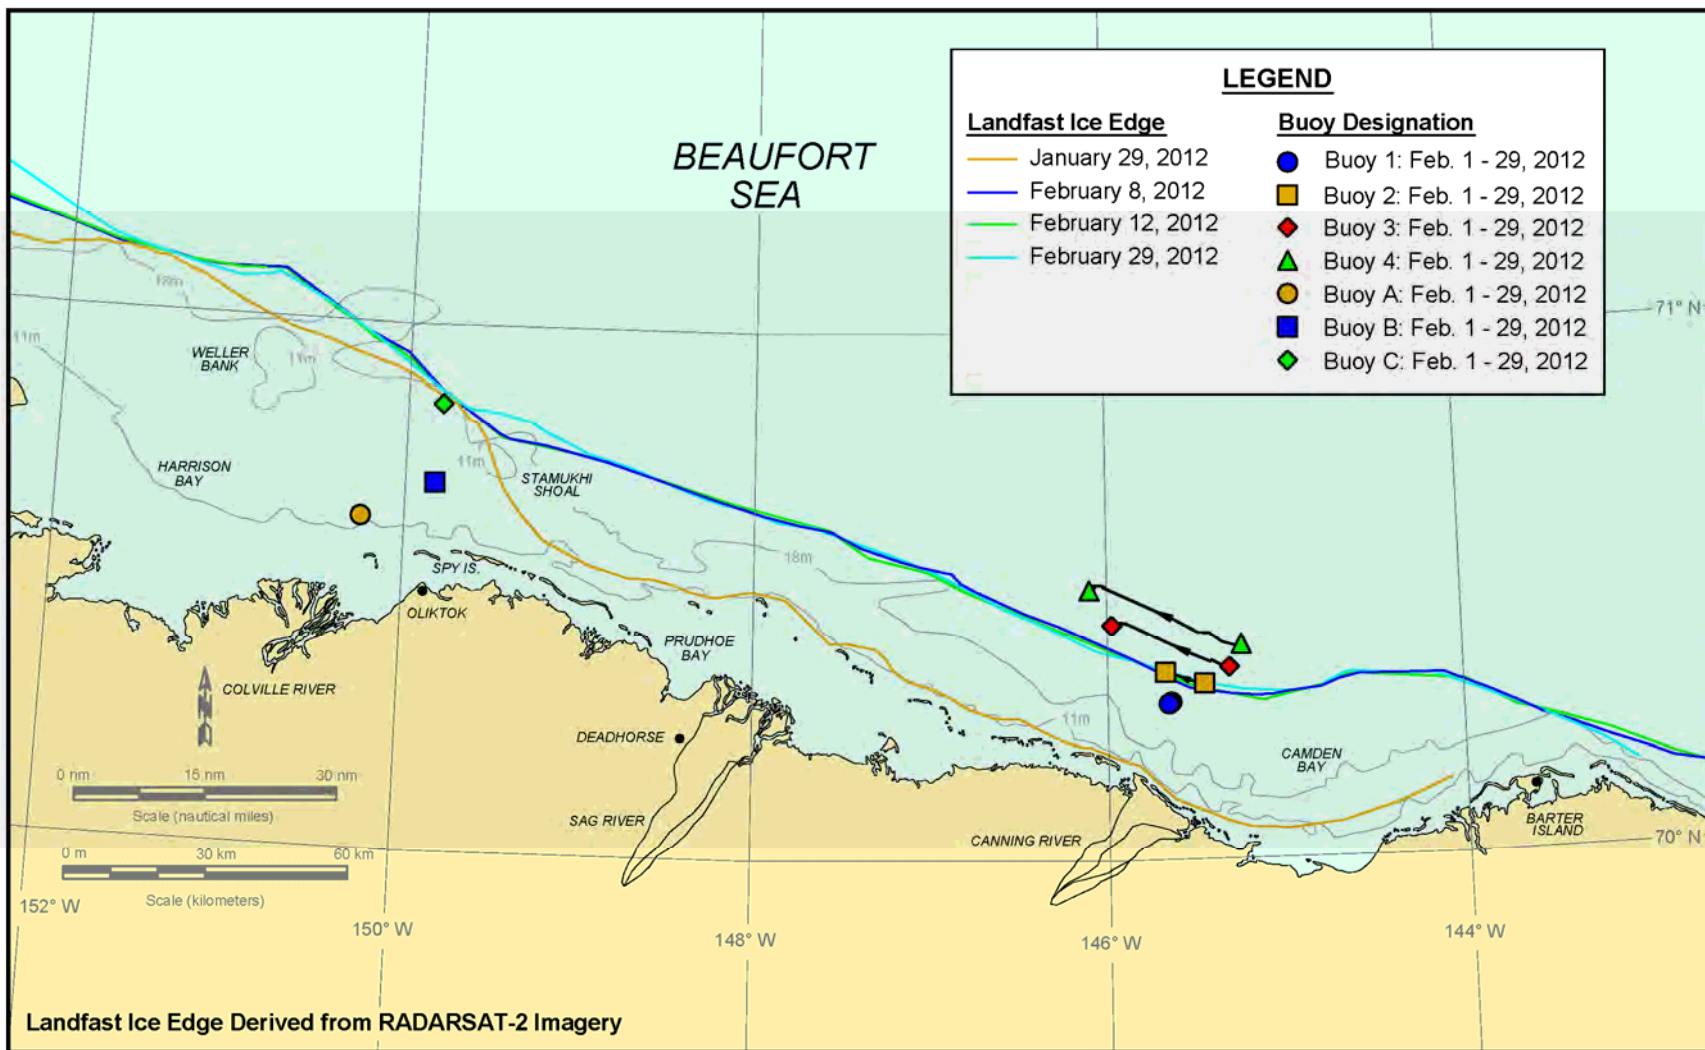 BEAUFORT
SEA
LEGEND
Landfast Ice Edge
January 29, 2012
February 8, 2012
February 12, 2012
February 29, 2012
Buoy Designation
Buoy 1: Feb. 1 - 29, 2012
Buoy 2: Feb. 1 - 29, 2012
Buoy 3: Feb. 1 - 29, 2012
Buoy 4: Feb. 1 - 29, 2012
Buoy A: Feb. 1 - 29, 2012
Buoy B: Feb. 1 - 29, 2012
Buoy C: Feb. 1 - 29, 2012
71° N
18m
11m
WELLER
BANK
11m
HARRISON
BAY
11m
STAMUKHI
SHOAL
18m
SPY IS.
OLIKTOK
PRUDHOE
BAY
COLVILLE RIVER
N
11m
DEADHORSE
CAMDEN
BAY
0 nm 15 nm 30 nm
Scale (nautical miles)
SAG RIVER
CANNING RIVER
BARTER
ISLAND
70° N
0 m 30 km 60 km
Scale (kilometers)
152° W
150° W
148° W
146° W
144° W
Landfast Ice Edge Derived from RADARSAT-2 Imagery